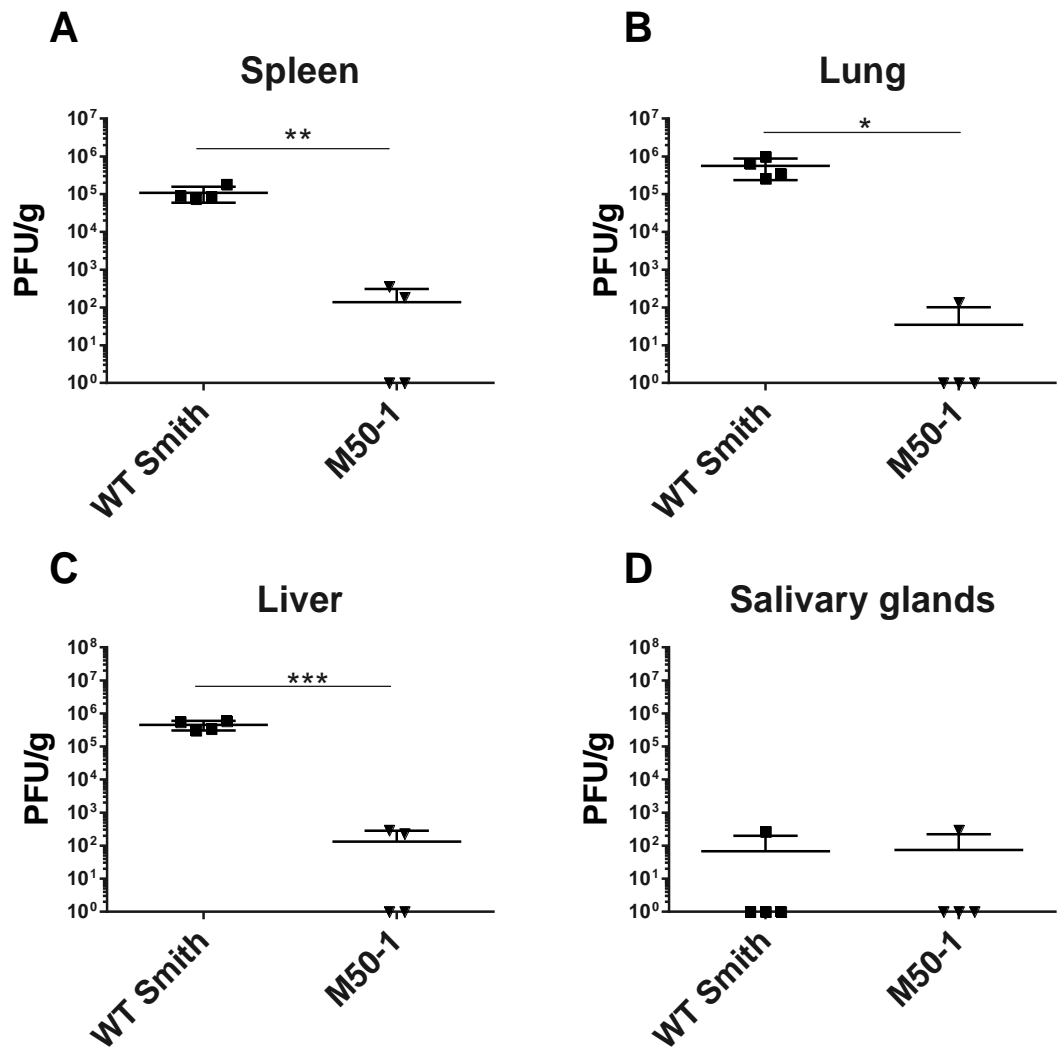 A
Spleen
PFU/g
10⁷
10⁶
10⁵
10⁴
10³
10²
10¹
10⁰
**
WT Smith
M50-1
B
Lung
PFU/g
10⁷
10⁶
10⁵
10⁴
10³
10²
10¹
10⁰
*
WT Smith
M50-1
C
Liver
PFU/g
10⁸
10⁷
10⁶
10⁵
10⁴
10³
10²
10¹
10⁰
***
WT Smith
M50-1
D
Salivary glands
PFU/g
10⁸
10⁷
10⁶
10⁵
10⁴
10³
10²
10¹
10⁰
WT Smith
M50-1